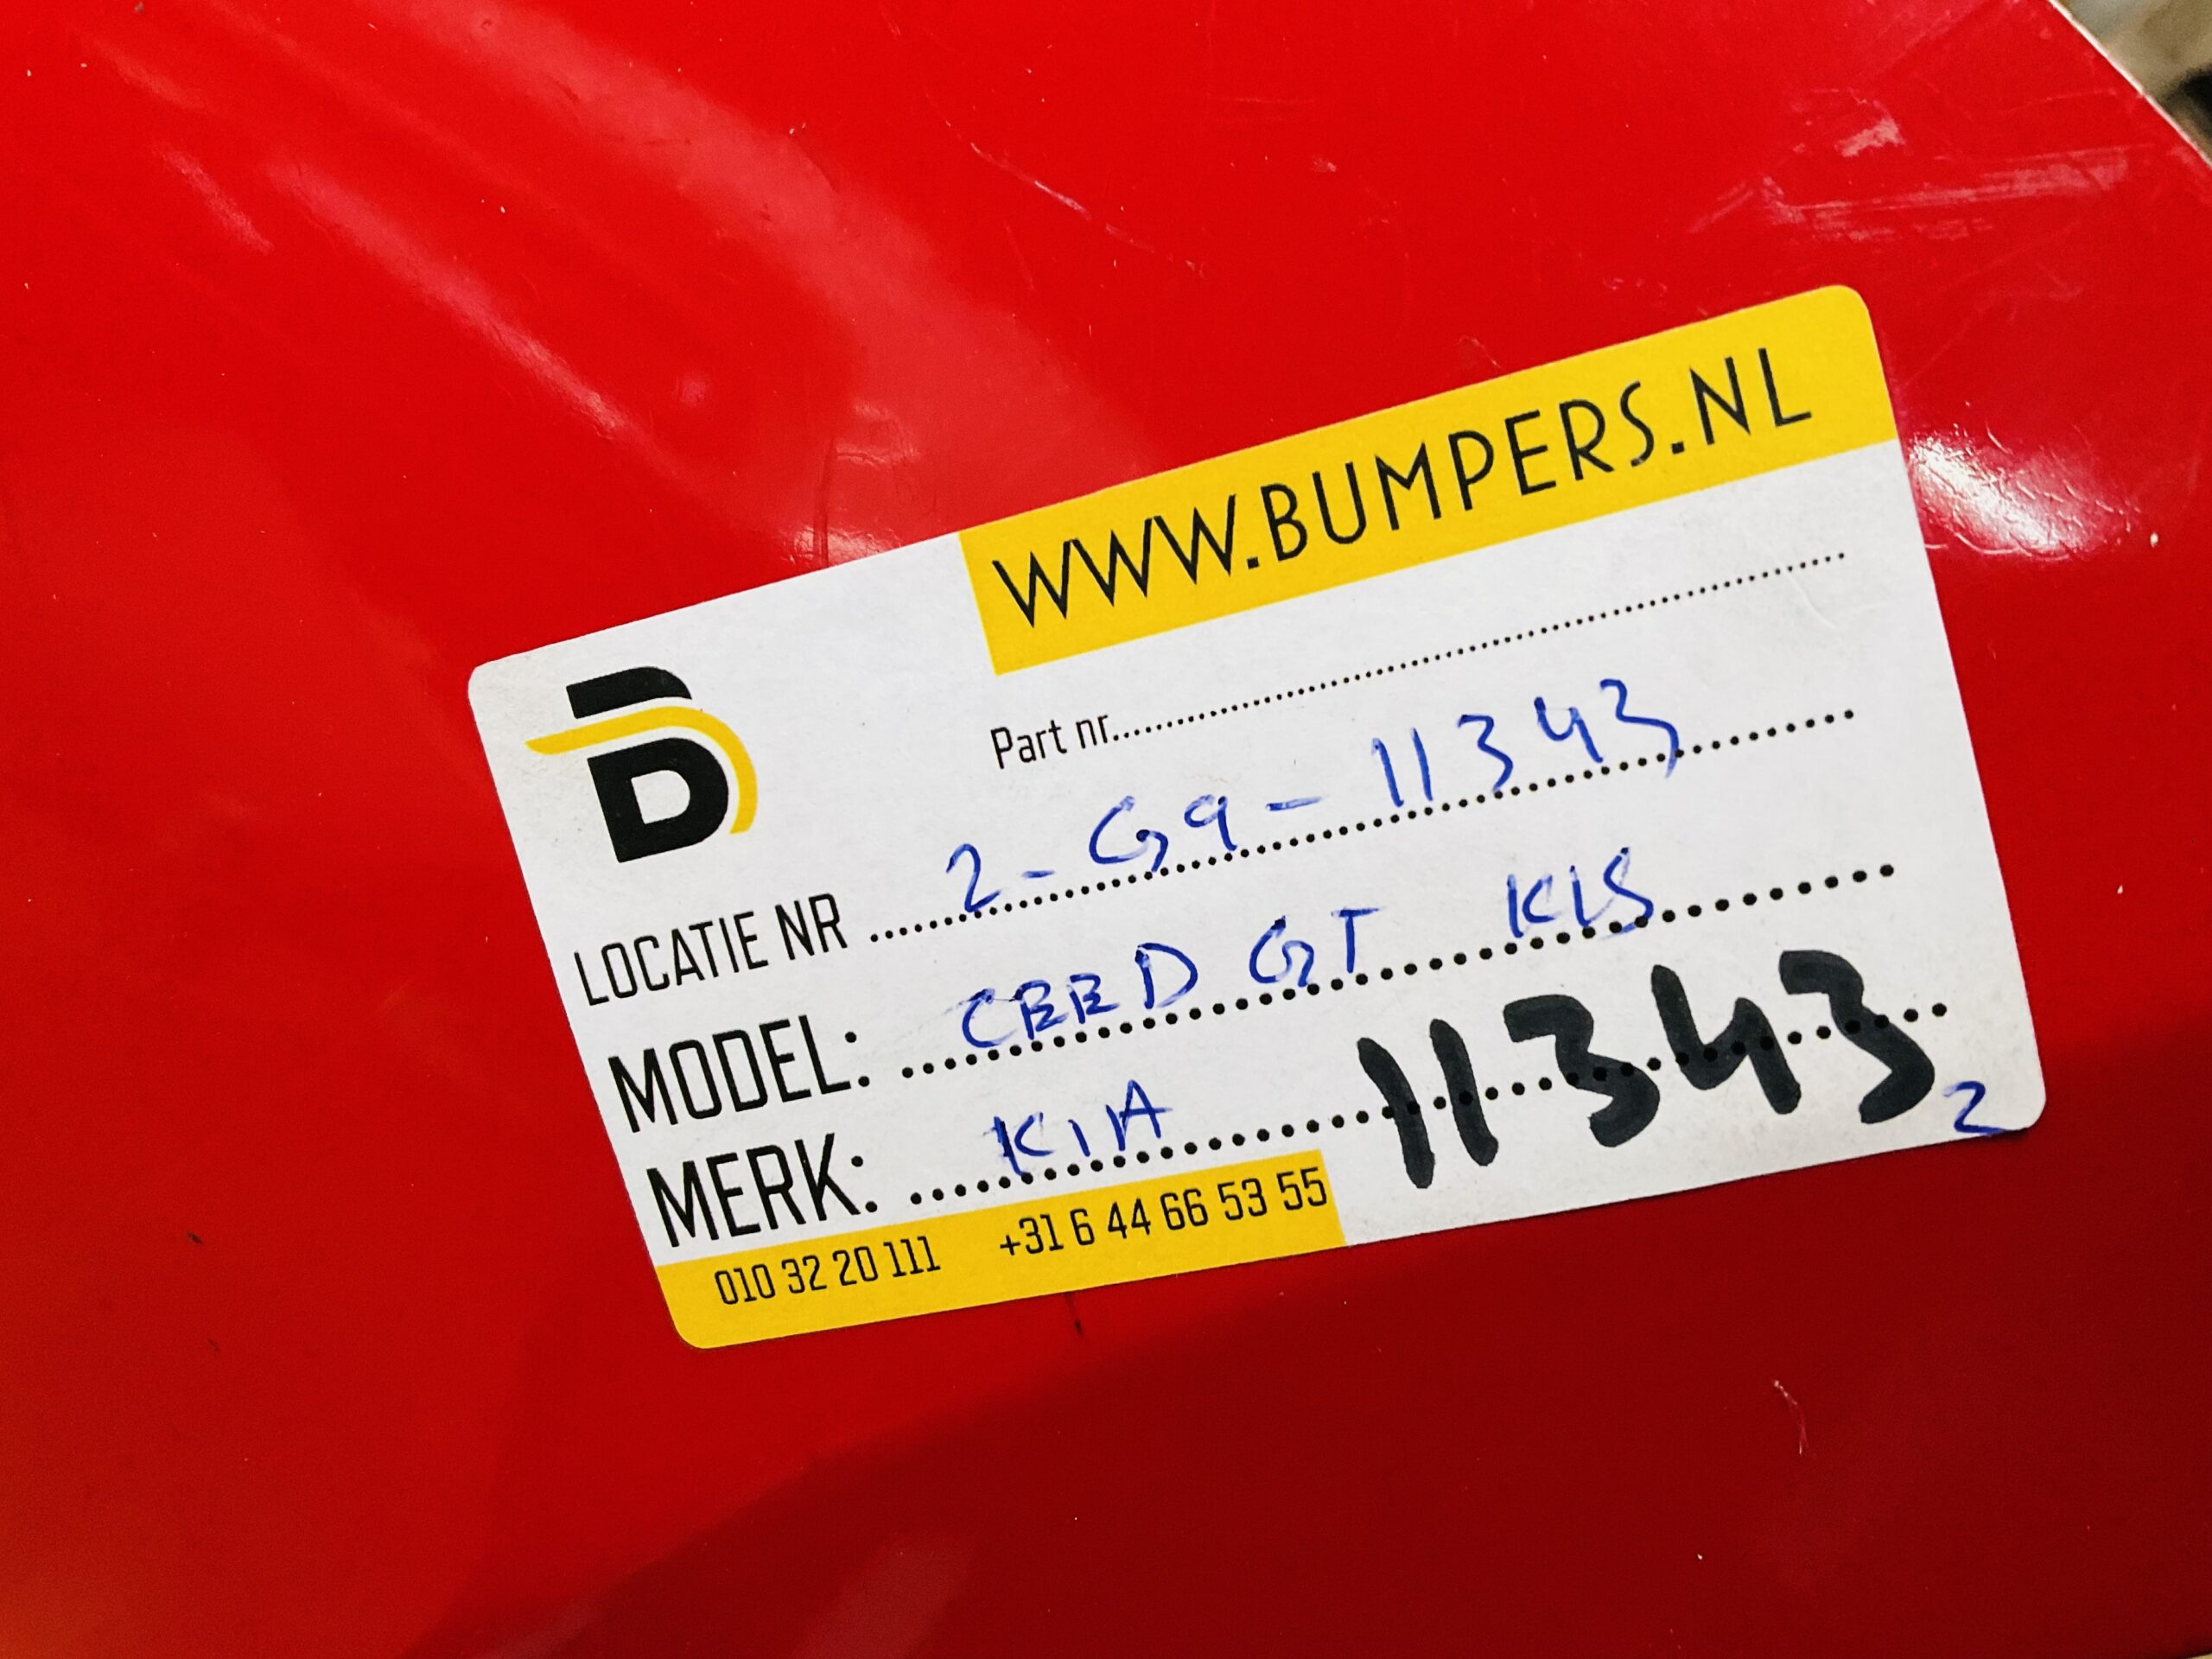 WWW.BUMPERS.NL
B
Part nr..............................
LOCATIE NR .......... 2-G9-11343
MODEL: .......... CEED GT KIS
MERK: .......... KIA
11343
2
010 32 20 111 +31 6 44 66 53 55